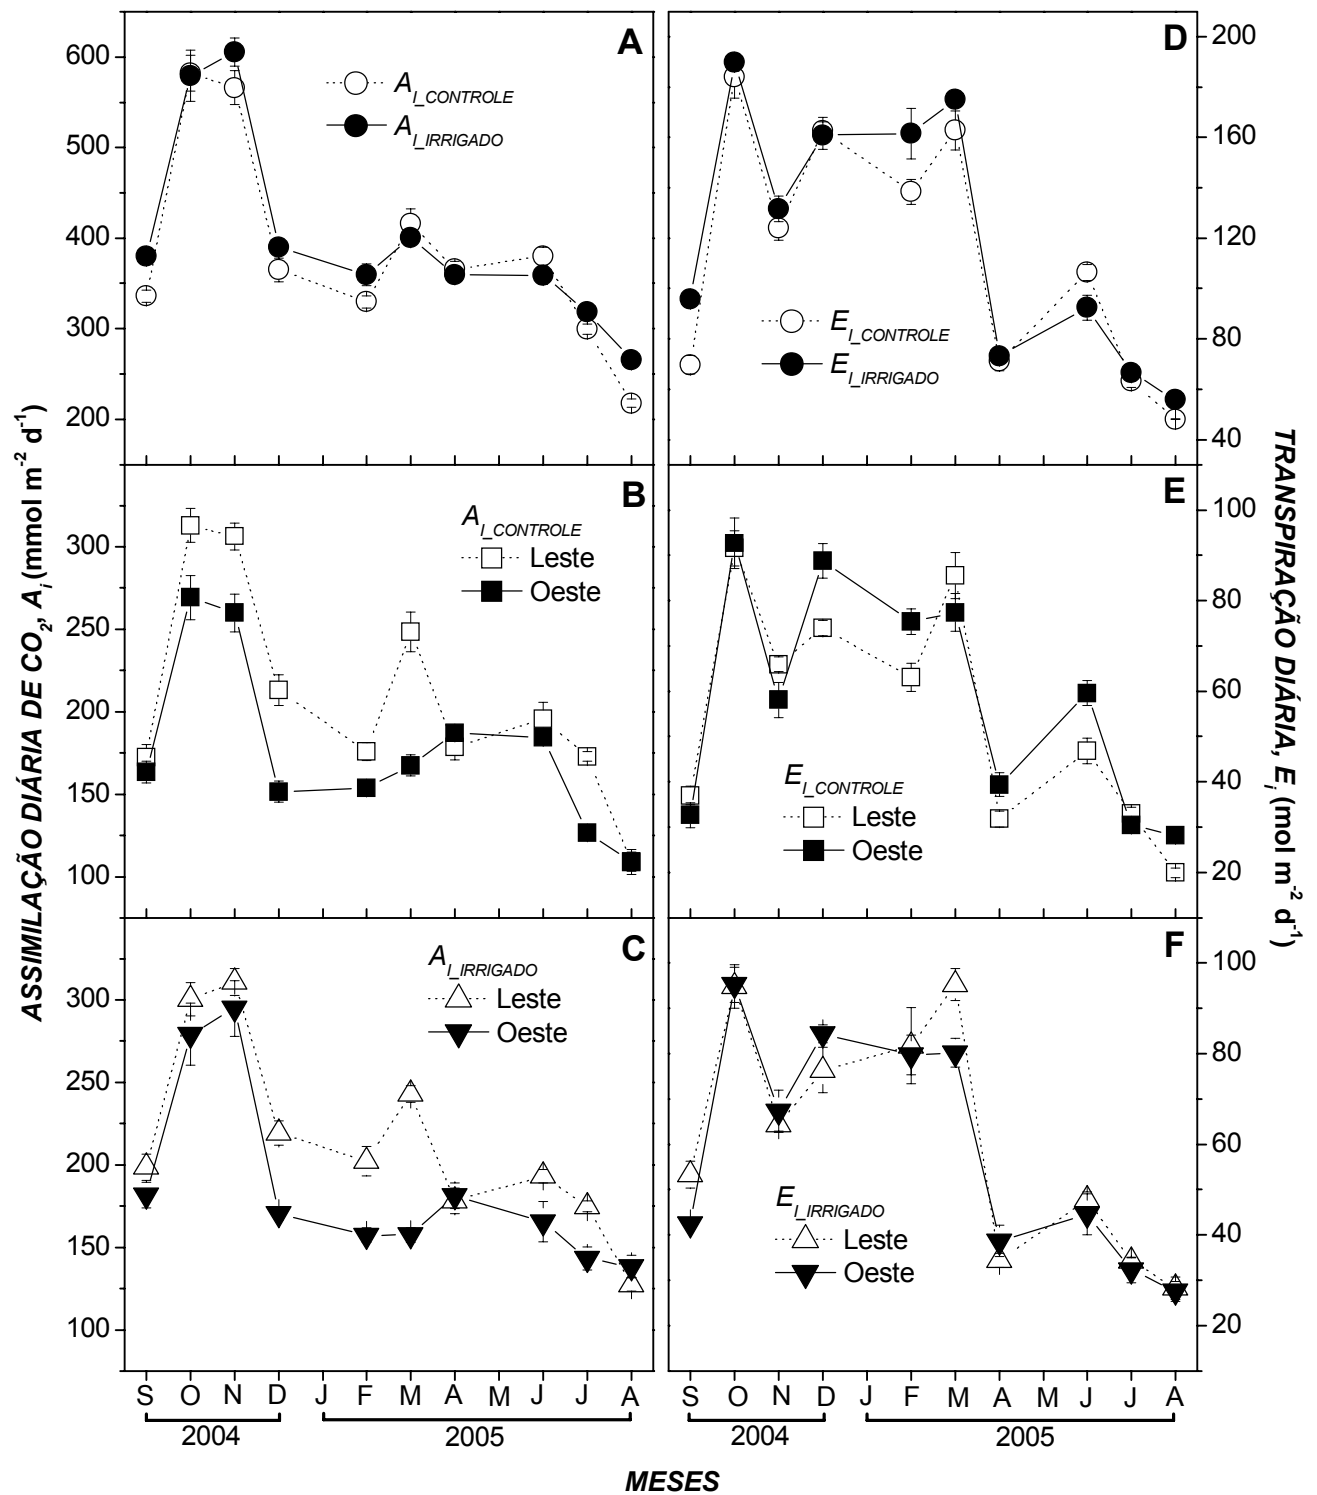 A
600
500
400
300
200
A_I_CONTROLE
A_I_IRRIGADO
D
200
160
120
80
40
E_I_CONTROLE
E_I_IRRIGADO
B
300
250
200
150
100
A_I_CONTROLE
Leste
Oeste
E
100
80
60
40
20
E_I_CONTROLE
Leste
Oeste
C
300
250
200
150
100
A_I_IRRIGADO
Leste
Oeste
F
100
80
60
40
20
E_I_IRRIGADO
Leste
Oeste
ASSIMILAÇÃO DIÁRIA DE CO₂, A_i (mmol m⁻² d⁻¹)
TRANSPIRAÇÃO DIÁRIA, E_i (mol m⁻² d⁻¹)
S O N D J F M A M J J A
S O N D J F M A M J J A
2004 2005
2004 2005
MESES